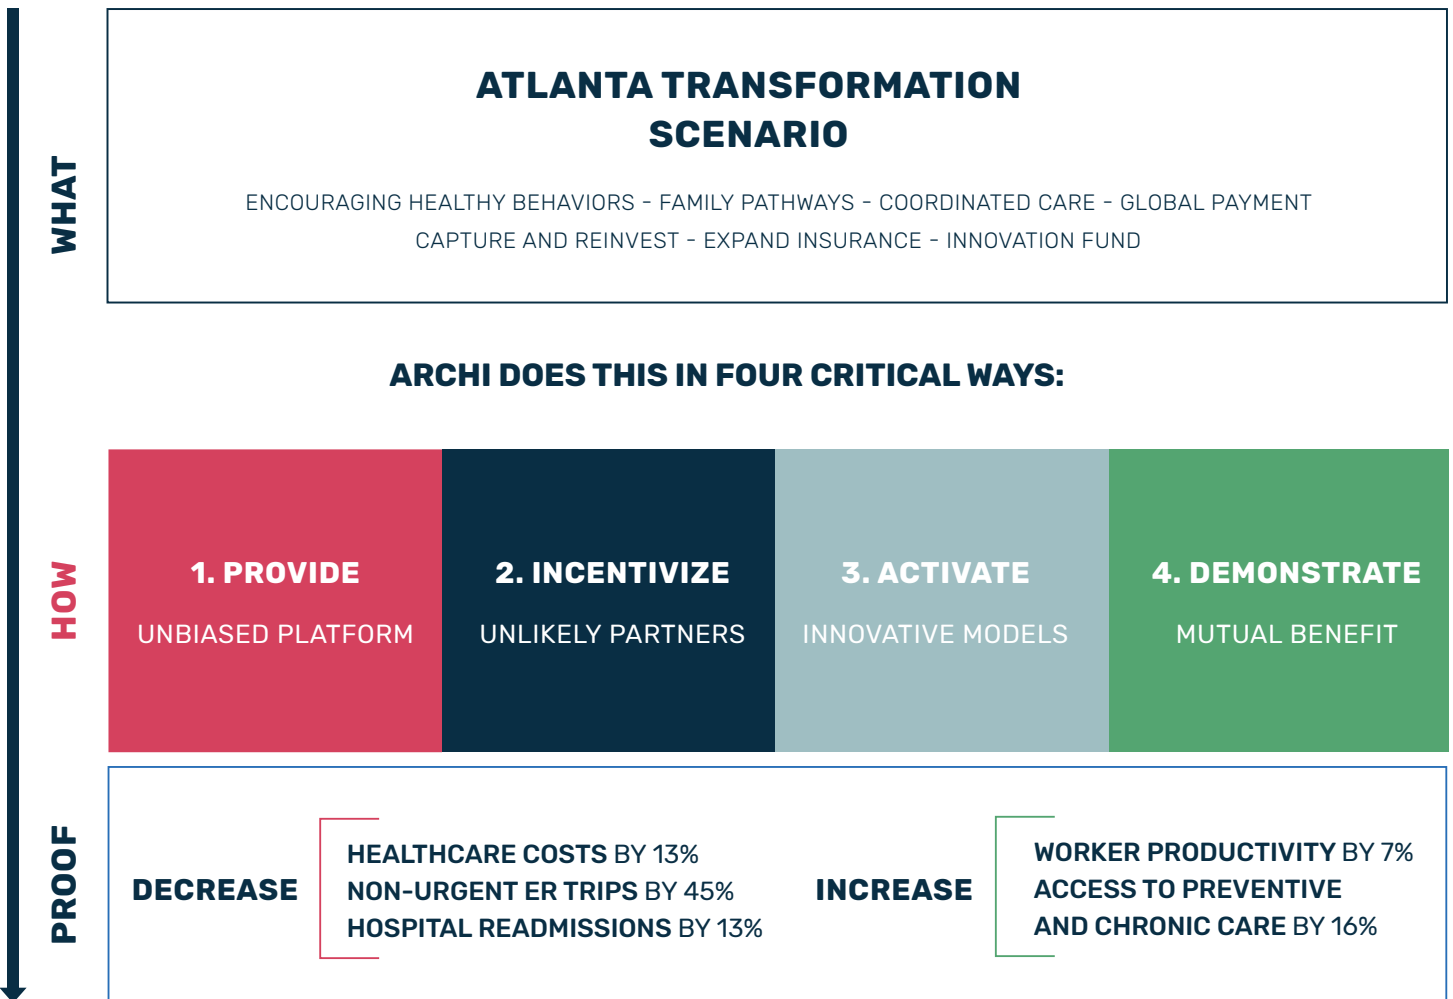 WHAT
ATLANTA TRANSFORMATION
SCENARIO
ENCOURAGING HEALTHY BEHAVIORS - FAMILY PATHWAYS - COORDINATED CARE - GLOBAL PAYMENT
CAPTURE AND REINVEST - EXPAND INSURANCE - INNOVATION FUND
ARCHI DOES THIS IN FOUR CRITICAL WAYS:
HOW
1. PROVIDE
UNBIASED PLATFORM
2. INCENTIVIZE
UNLIKELY PARTNERS
3. ACTIVATE
INNOVATIVE MODELS
4. DEMONSTRATE
MUTUAL BENEFIT
PROOF
DECREASE
HEALTHCARE COSTS BY 13%
NON-URGENT ER TRIPS BY 45%
HOSPITAL READMISSIONS BY 13%
INCREASE
WORKER PRODUCTIVITY BY 7%
ACCESS TO PREVENTIVE
AND CHRONIC CARE BY 16%